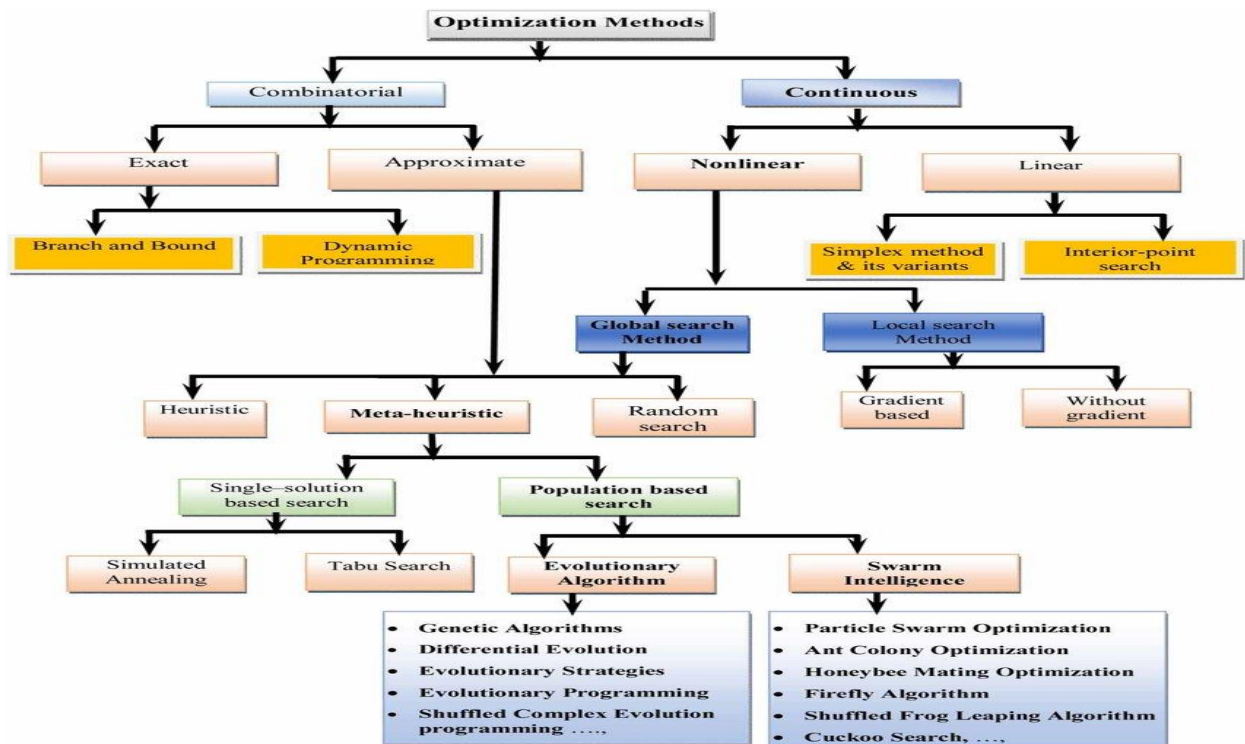 Optimization Methods
Combinatorial
Continuous
Exact
Approximate
Nonlinear
Linear
Branch and Bound
Dynamic
Programming
Simplex method
& its variants
Interior-point
search
Global search
Method
Local search
Method
Heuristic
Meta-heuristic
Random
search
Gradient
based
Without
gradient
Single–solution
based search
Population based
search
Simulated
Annealing
Tabu Search
Evolutionary
Algorithm
Swarm
Intelligence
• Genetic Algorithms
• Differential Evolution
• Evolutionary Strategies
• Evolutionary Programming
• Shuffled Complex Evolution
programming ….,
• Particle Swarm Optimization
• Ant Colony Optimization
• Honeybee Mating Optimization
• Firefly Algorithm
• Shuffled Frog Leaping Algorithm
• Cuckoo Search, …,